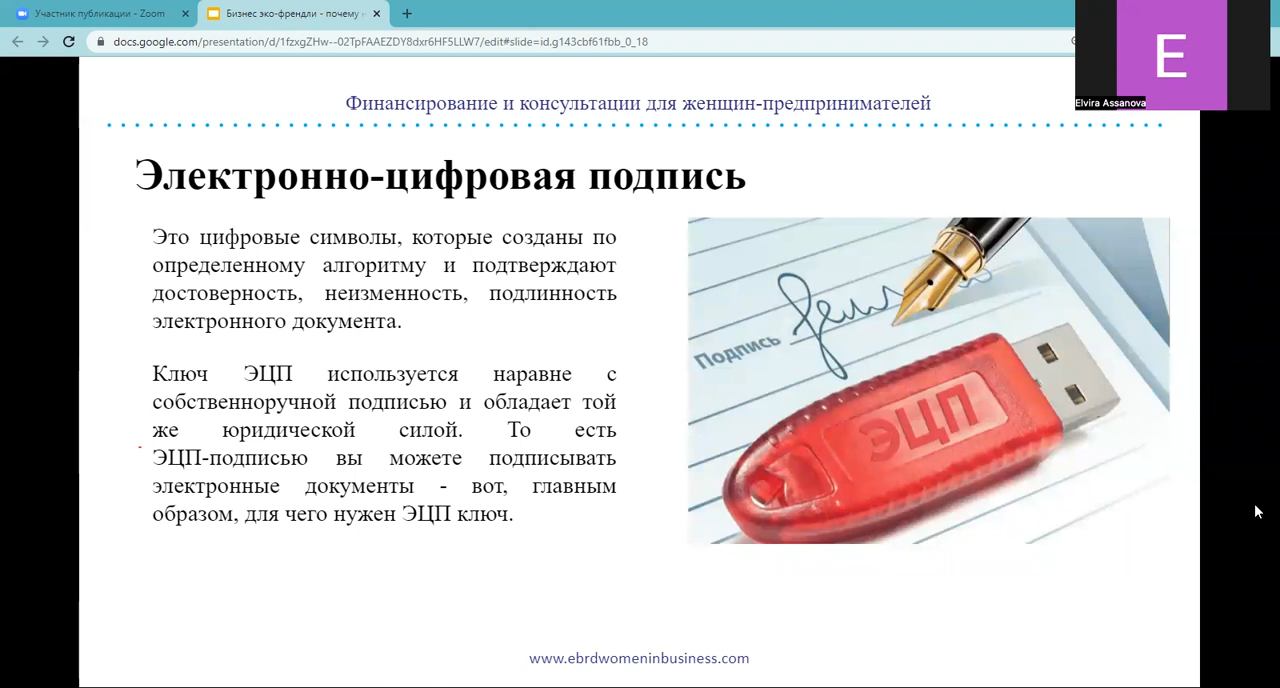 Участник публикации - Zoom
Бизнес эко-френдли - почему
docs.google.com/presentation/d/1fzxgZHw--02TpFAAEZDY8dxr6HF5LLW7/edit#slide=id.g143cbf61fbb_0_18
E
Elvira Assanova
Финансирование и консультации для женщин-предпринимателей
Электронно-цифровая подпись
Это цифровые символы, которые созданы по
определенному алгоритму и подтверждают
достоверность, неизменность, подлинность
электронного документа.
Ключ ЭЦП используется наравне с
собственноручной подписью и обладает той
же юридической силой. То есть
ЭЦП-подписью вы можете подписывать
электронные документы - вот, главным
образом, для чего нужен ЭЦП ключ.
Подпись
ЭЦП
www.ebrdwomeninbusiness.com